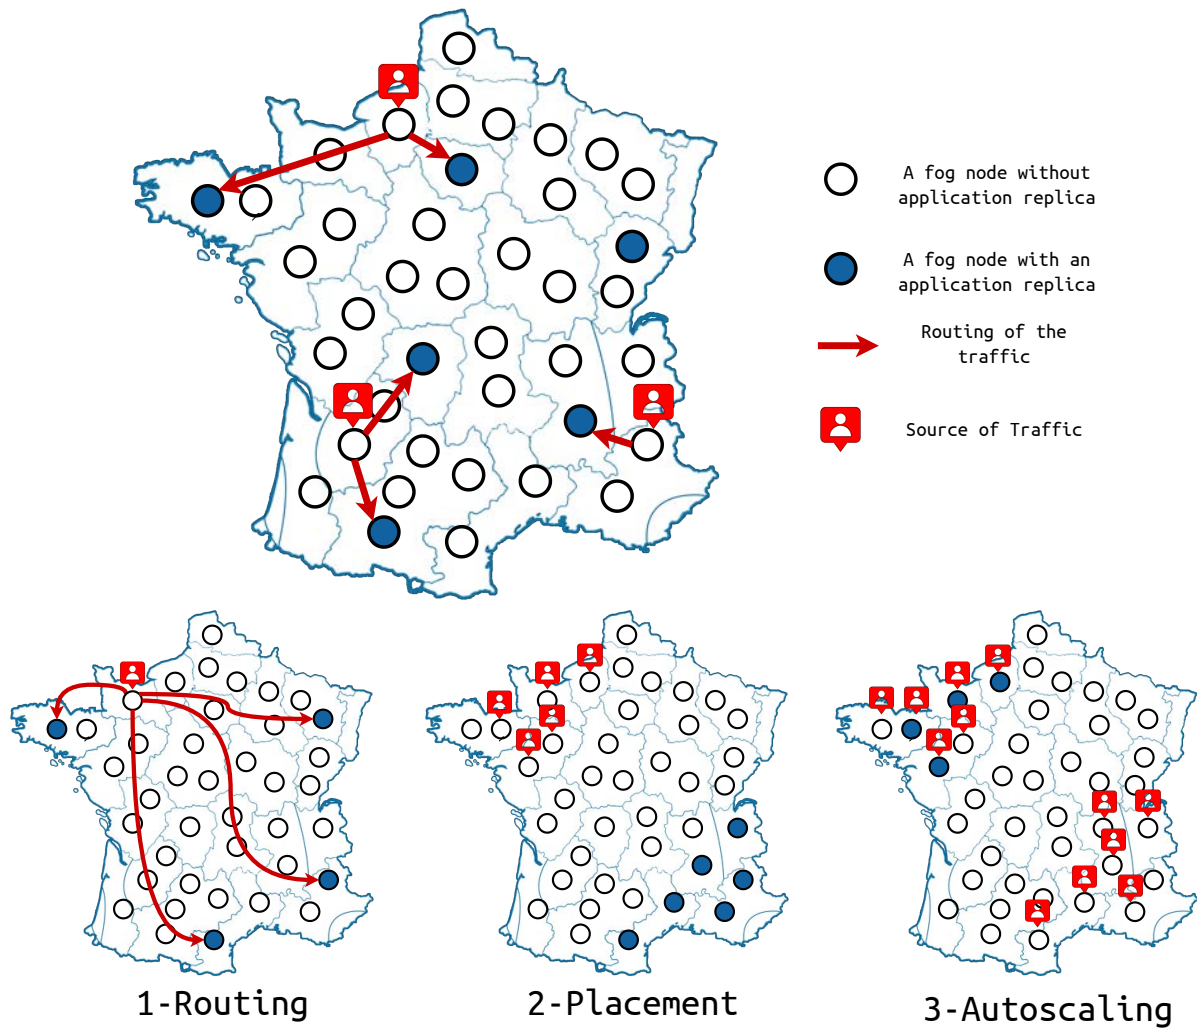 A fog node without
application replica
A fog node with an
application replica
Routing of the
traffic
Source of Traffic
1-Routing
2-Placement
3-Autoscaling